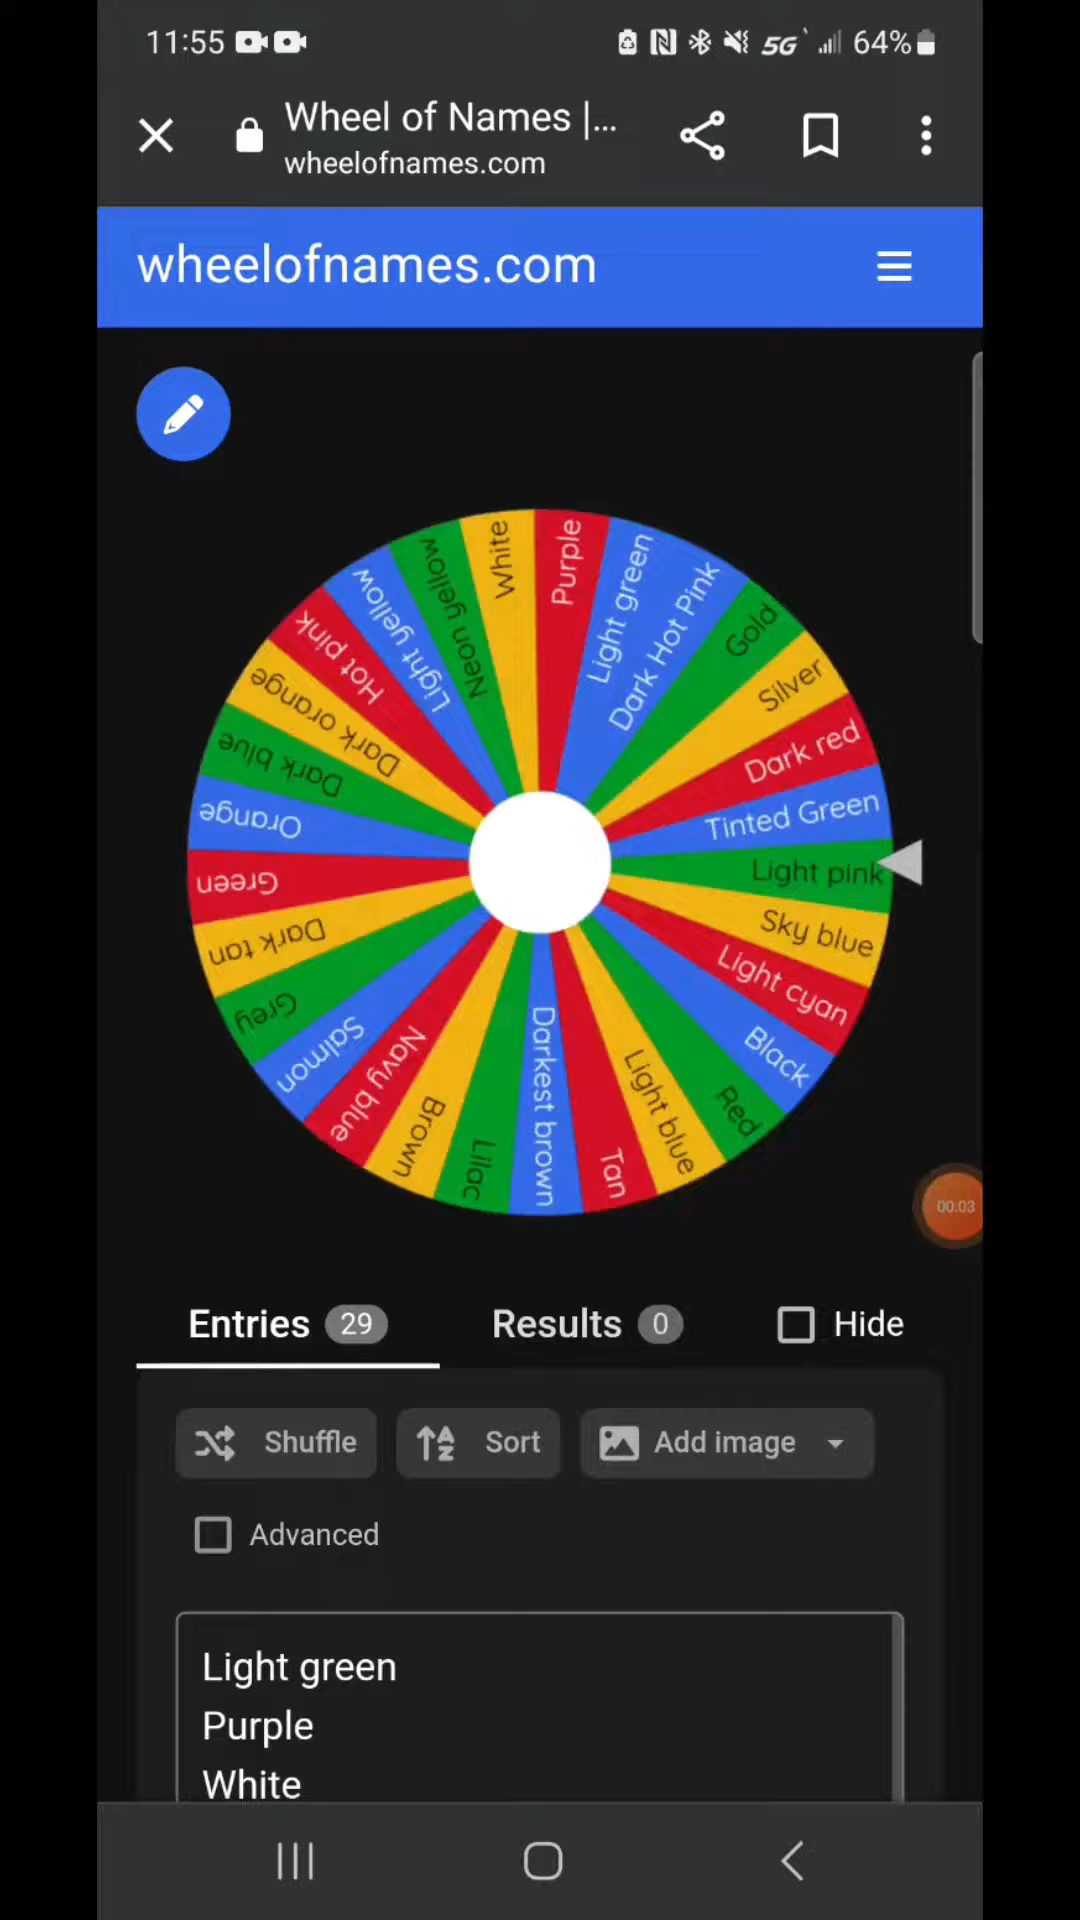 11:55
5G
64%
Wheel of Names |...
wheelofnames.com
wheelofnames.com
White
Purple
Light green
Dark Hot Pink
Gold
Silver
Dark red
Tinted Green
Light pink
Sky blue
Light cyan
Black
Red
Light blue
Tan
Darkest brown
Lilac
Brown
Navy blue
Salmon
Grey
Dark tan
Green
Orange
Dark blue
Dark orange
Hot pink
Light yellow
Neon yellow
00:03
Entries 29 Results 0 Hide
Shuffle Sort Add image
Advanced
Light green
Purple
White